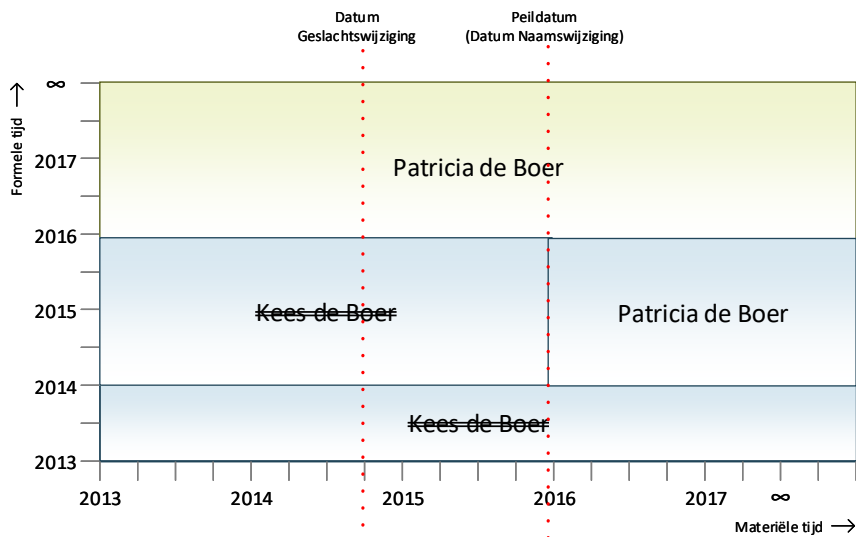 Datum
Geslachtswijziging
Peildatum
(Datum Naamswijziging)
Formele tijd
∞
2017
2016
2015
2014
2013
Patricia de Boer
Kees de Boer
Patricia de Boer
Kees de Boer
2013
2014
2015
2016
2017
∞
Materiële tijd